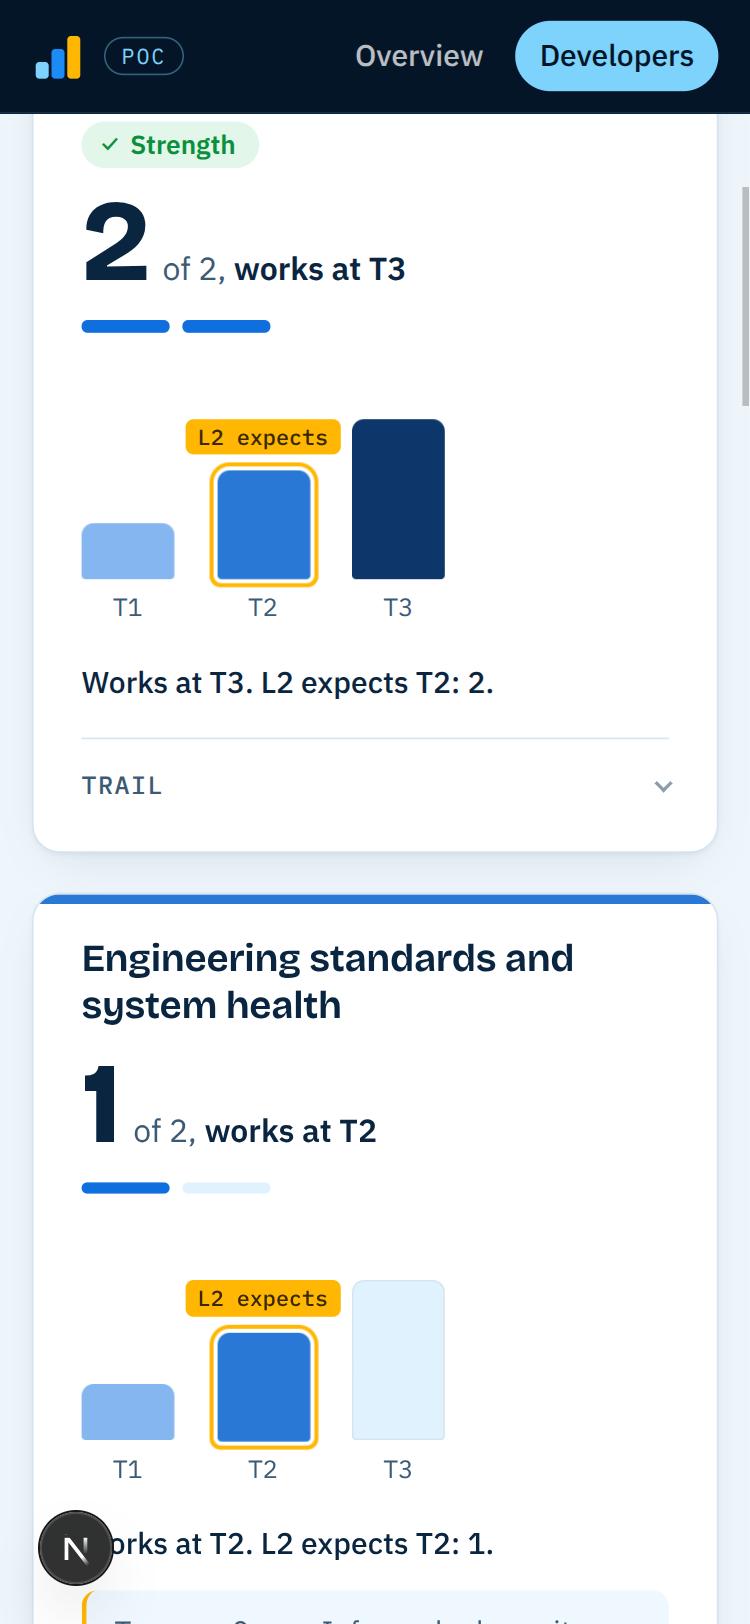 POC
Overview
Developers
Strength
2 of 2, works at T3
L2 expects
T1 T2 T3
Works at T3. L2 expects T2: 2.
TRAIL
Engineering standards and
system health
1 of 2, works at T2
L2 expects
T1 T2 T3
N
orks at T2. L2 expects T2: 1.